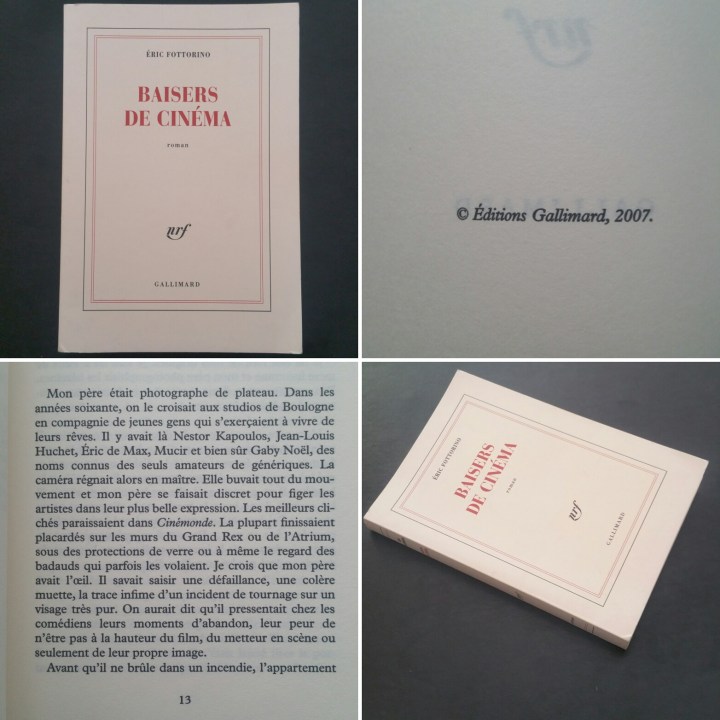 ÉRIC FOTTORINO
BAISERS
DE CINÉMA
roman
nrf
GALLIMARD
nrf
© Éditions Gallimard, 2007.
Mon père était photographe de plateau. Dans les
années soixante, on le croisait aux studios de Boulogne
en compagnie de jeunes gens qui s'exerçaient à vivre de
leurs rêves. Il y avait là Nestor Kapoulos, Jean-Louis
Huchet, Éric de Max, Mucir et bien sûr Gaby Noël, des
noms connus des seuls amateurs de génériques. La
caméra régnait alors en maître. Elle buvait tout du mou-
vement et mon père se faisait discret pour figer les
artistes dans leur plus belle expression. Les meilleurs cli-
chés paraissaient dans Cinémonde. La plupart finissaient
placardés sur les murs du Grand Rex ou de l'Atrium,
sous des protections de verre ou à même le regard des
badauds qui parfois les volaient. Je crois que mon père
avait l'œil. Il savait saisir une défaillance, une colère
muette, la trace infime d'un incident de tournage sur un
visage très pur. On aurait dit qu'il pressentait chez les
comédiens leurs moments d'abandon, leur peur de
n'être pas à la hauteur du film, du metteur en scène ou
seulement de leur propre image.
Avant qu'il ne brûle dans un incendie, l'appartement
13
ÉRIC FOTTORINO
BAISERS
DE CINÉMA
roman
nrf
GALLIMARD